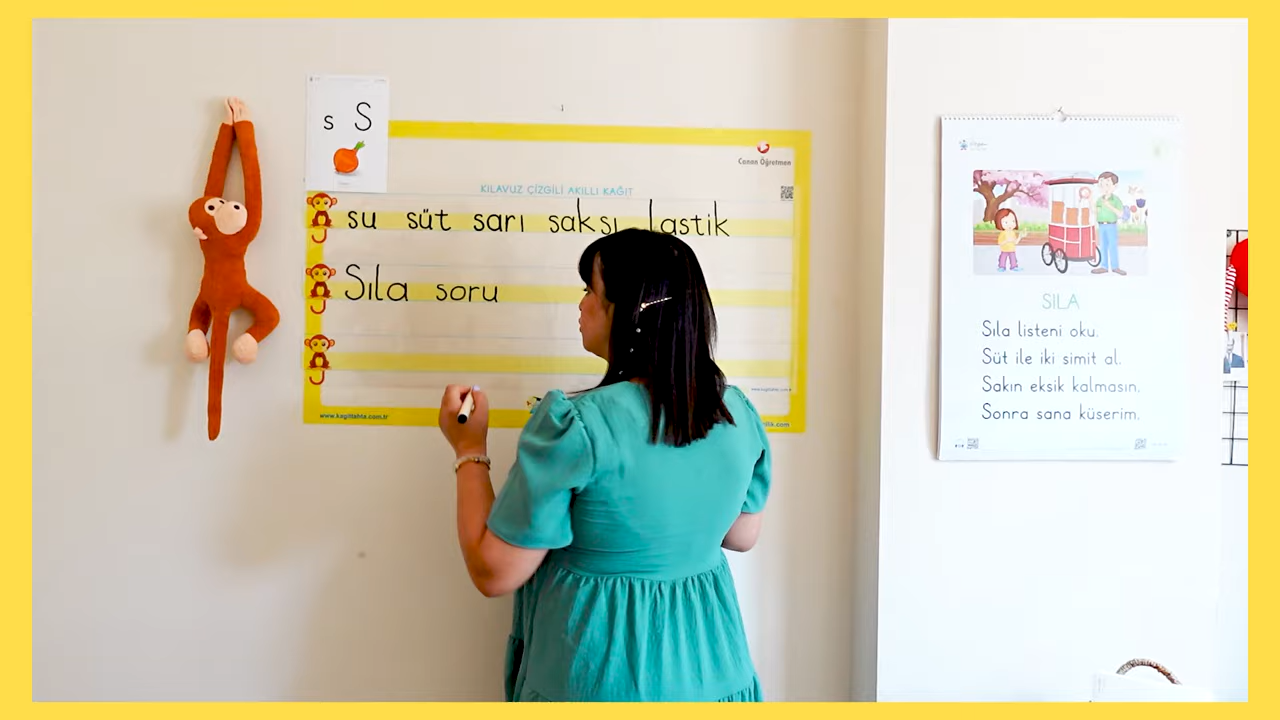 s S
Canan Öğretmen
KILAVUZ ÇİZGİLİ AKILLI KAĞIT
su süt sarı saksı lastik
Sıla soru
www.kagittahta.com.tr
SILA
Sıla listeni oku.
Süt ile iki simit al.
Sakın eksik kalmasın.
Sonra sana küserim.